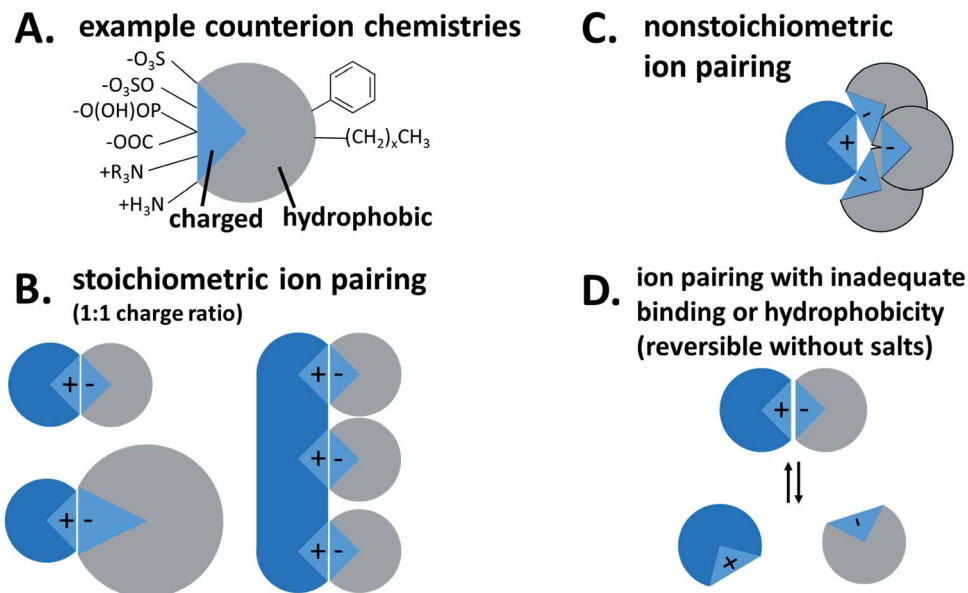 A. example counterion chemistries
-O₃S
-O₃SO
-O(OH)OP
-OOC
+R₃N
+H₃N
(CH₂)ₓCH₃
charged
hydrophobic
B. stoichiometric ion pairing
(1:1 charge ratio)
+ -
+ -
+ -
+ -
+ -
C. nonstoichiometric
ion pairing
-
+ -
-
D. ion pairing with inadequate
binding or hydrophobicity
(reversible without salts)
+ -
+ -